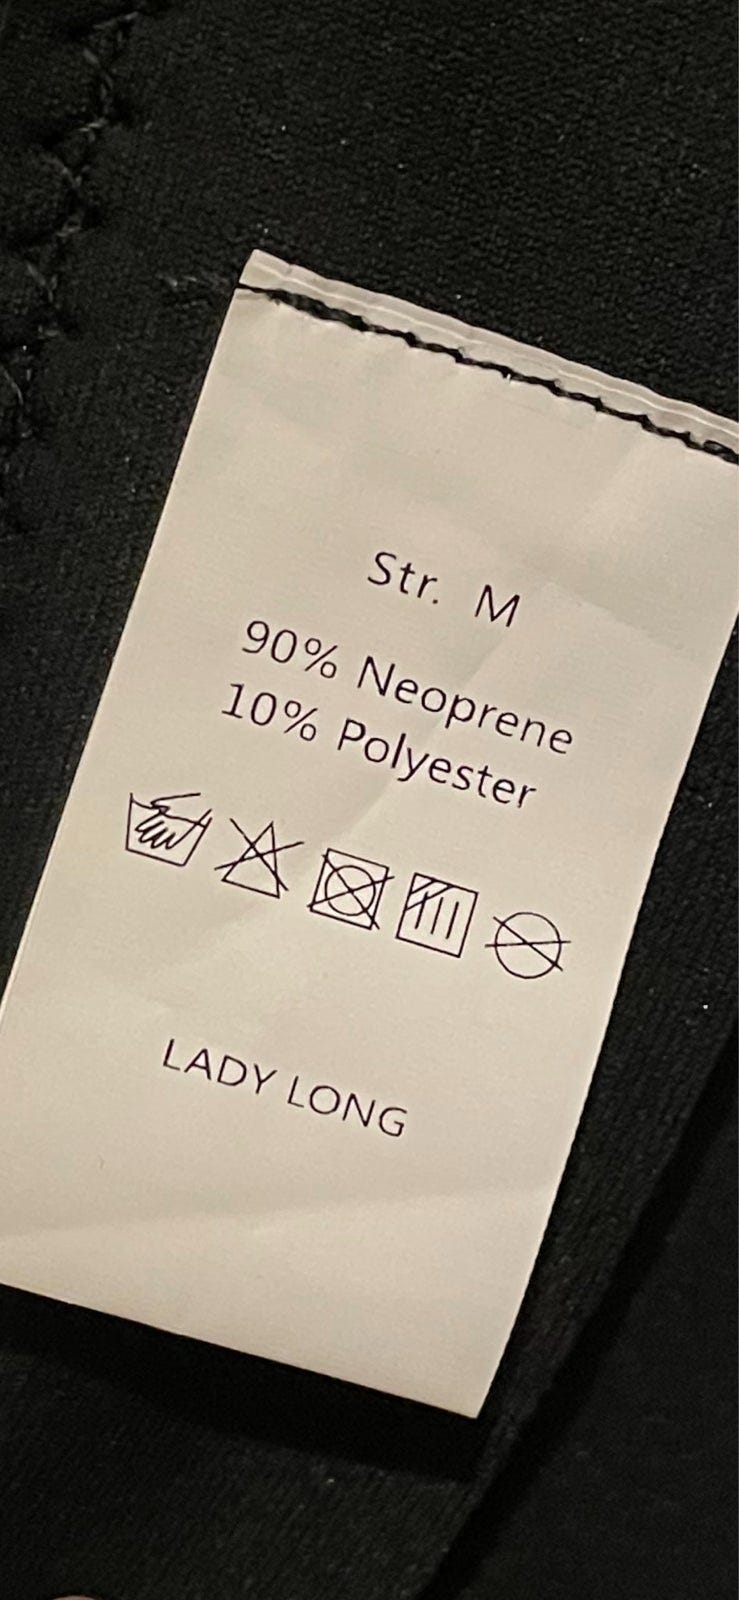 Str. M
90% Neoprene
10% Polyester
LADY LONG